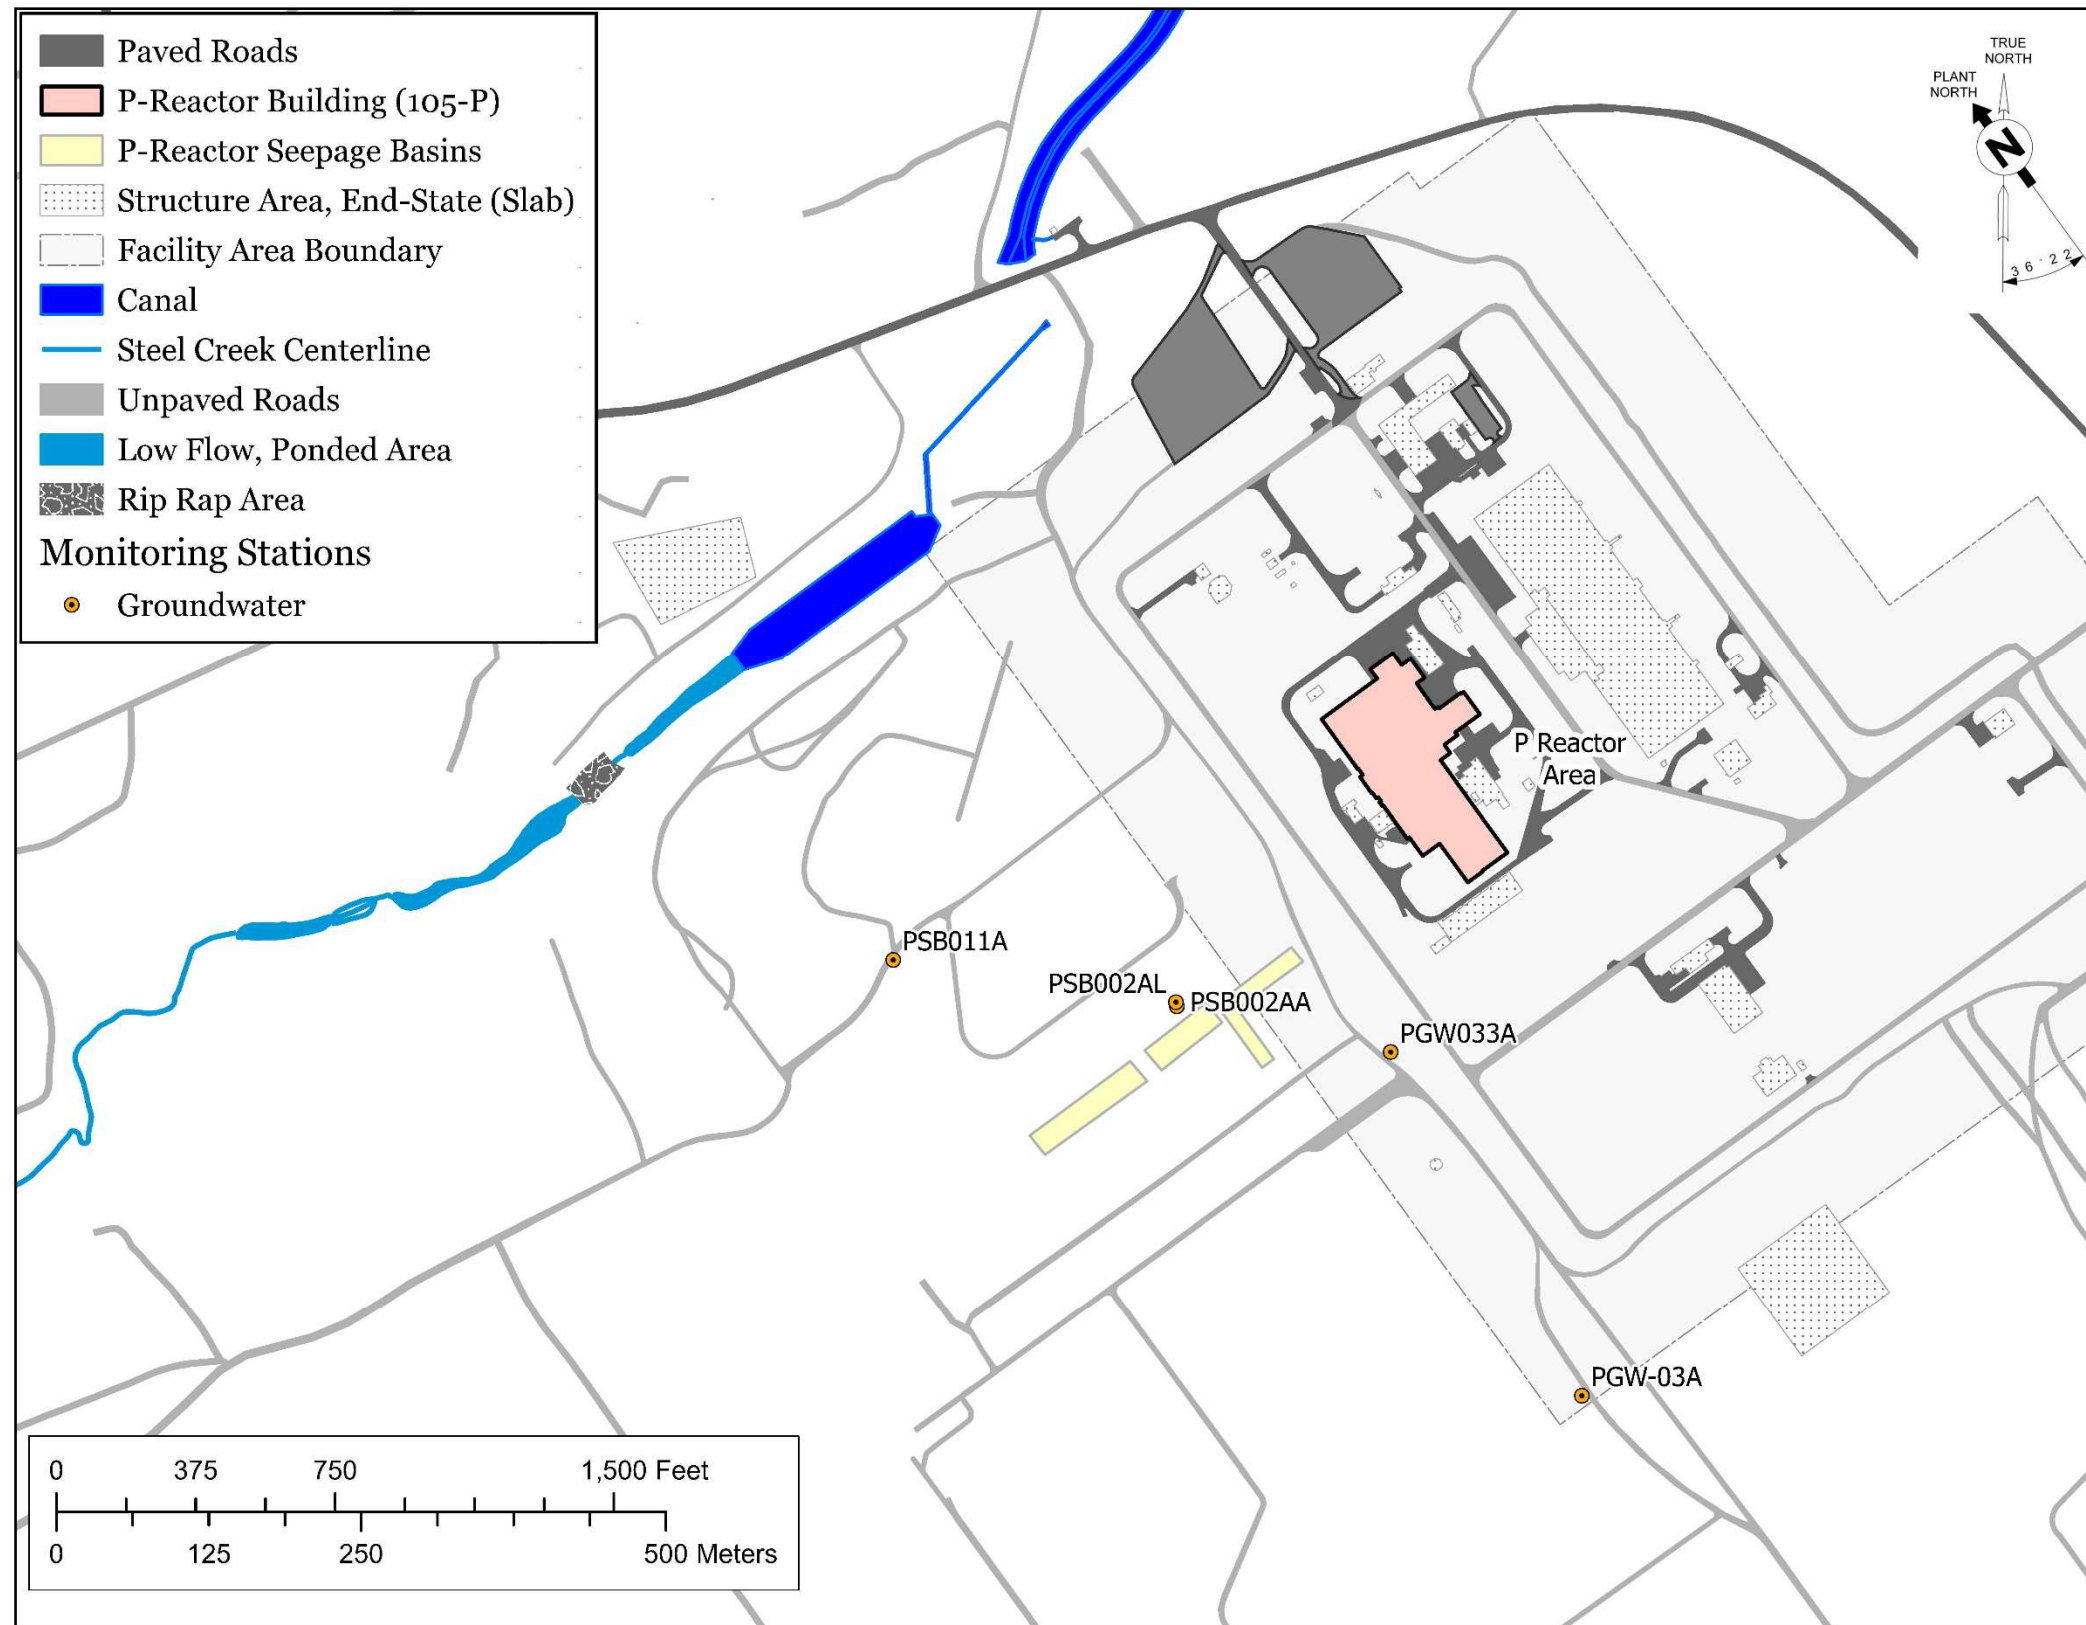 Paved Roads
P-Reactor Building (105-P)
P-Reactor Seepage Basins
Structure Area, End-State (Slab)
Facility Area Boundary
Canal
Steel Creek Centerline
Unpaved Roads
Low Flow, Ponded Area
Rip Rap Area
Monitoring Stations
Groundwater
TRUE
NORTH
PLANT
NORTH
N
36°22'
P Reactor
Area
PSB011A
PSB002AL
PSB002AA
PGW033A
PGW-03A
0 375 750 1,500 Feet
0 125 250 500 Meters